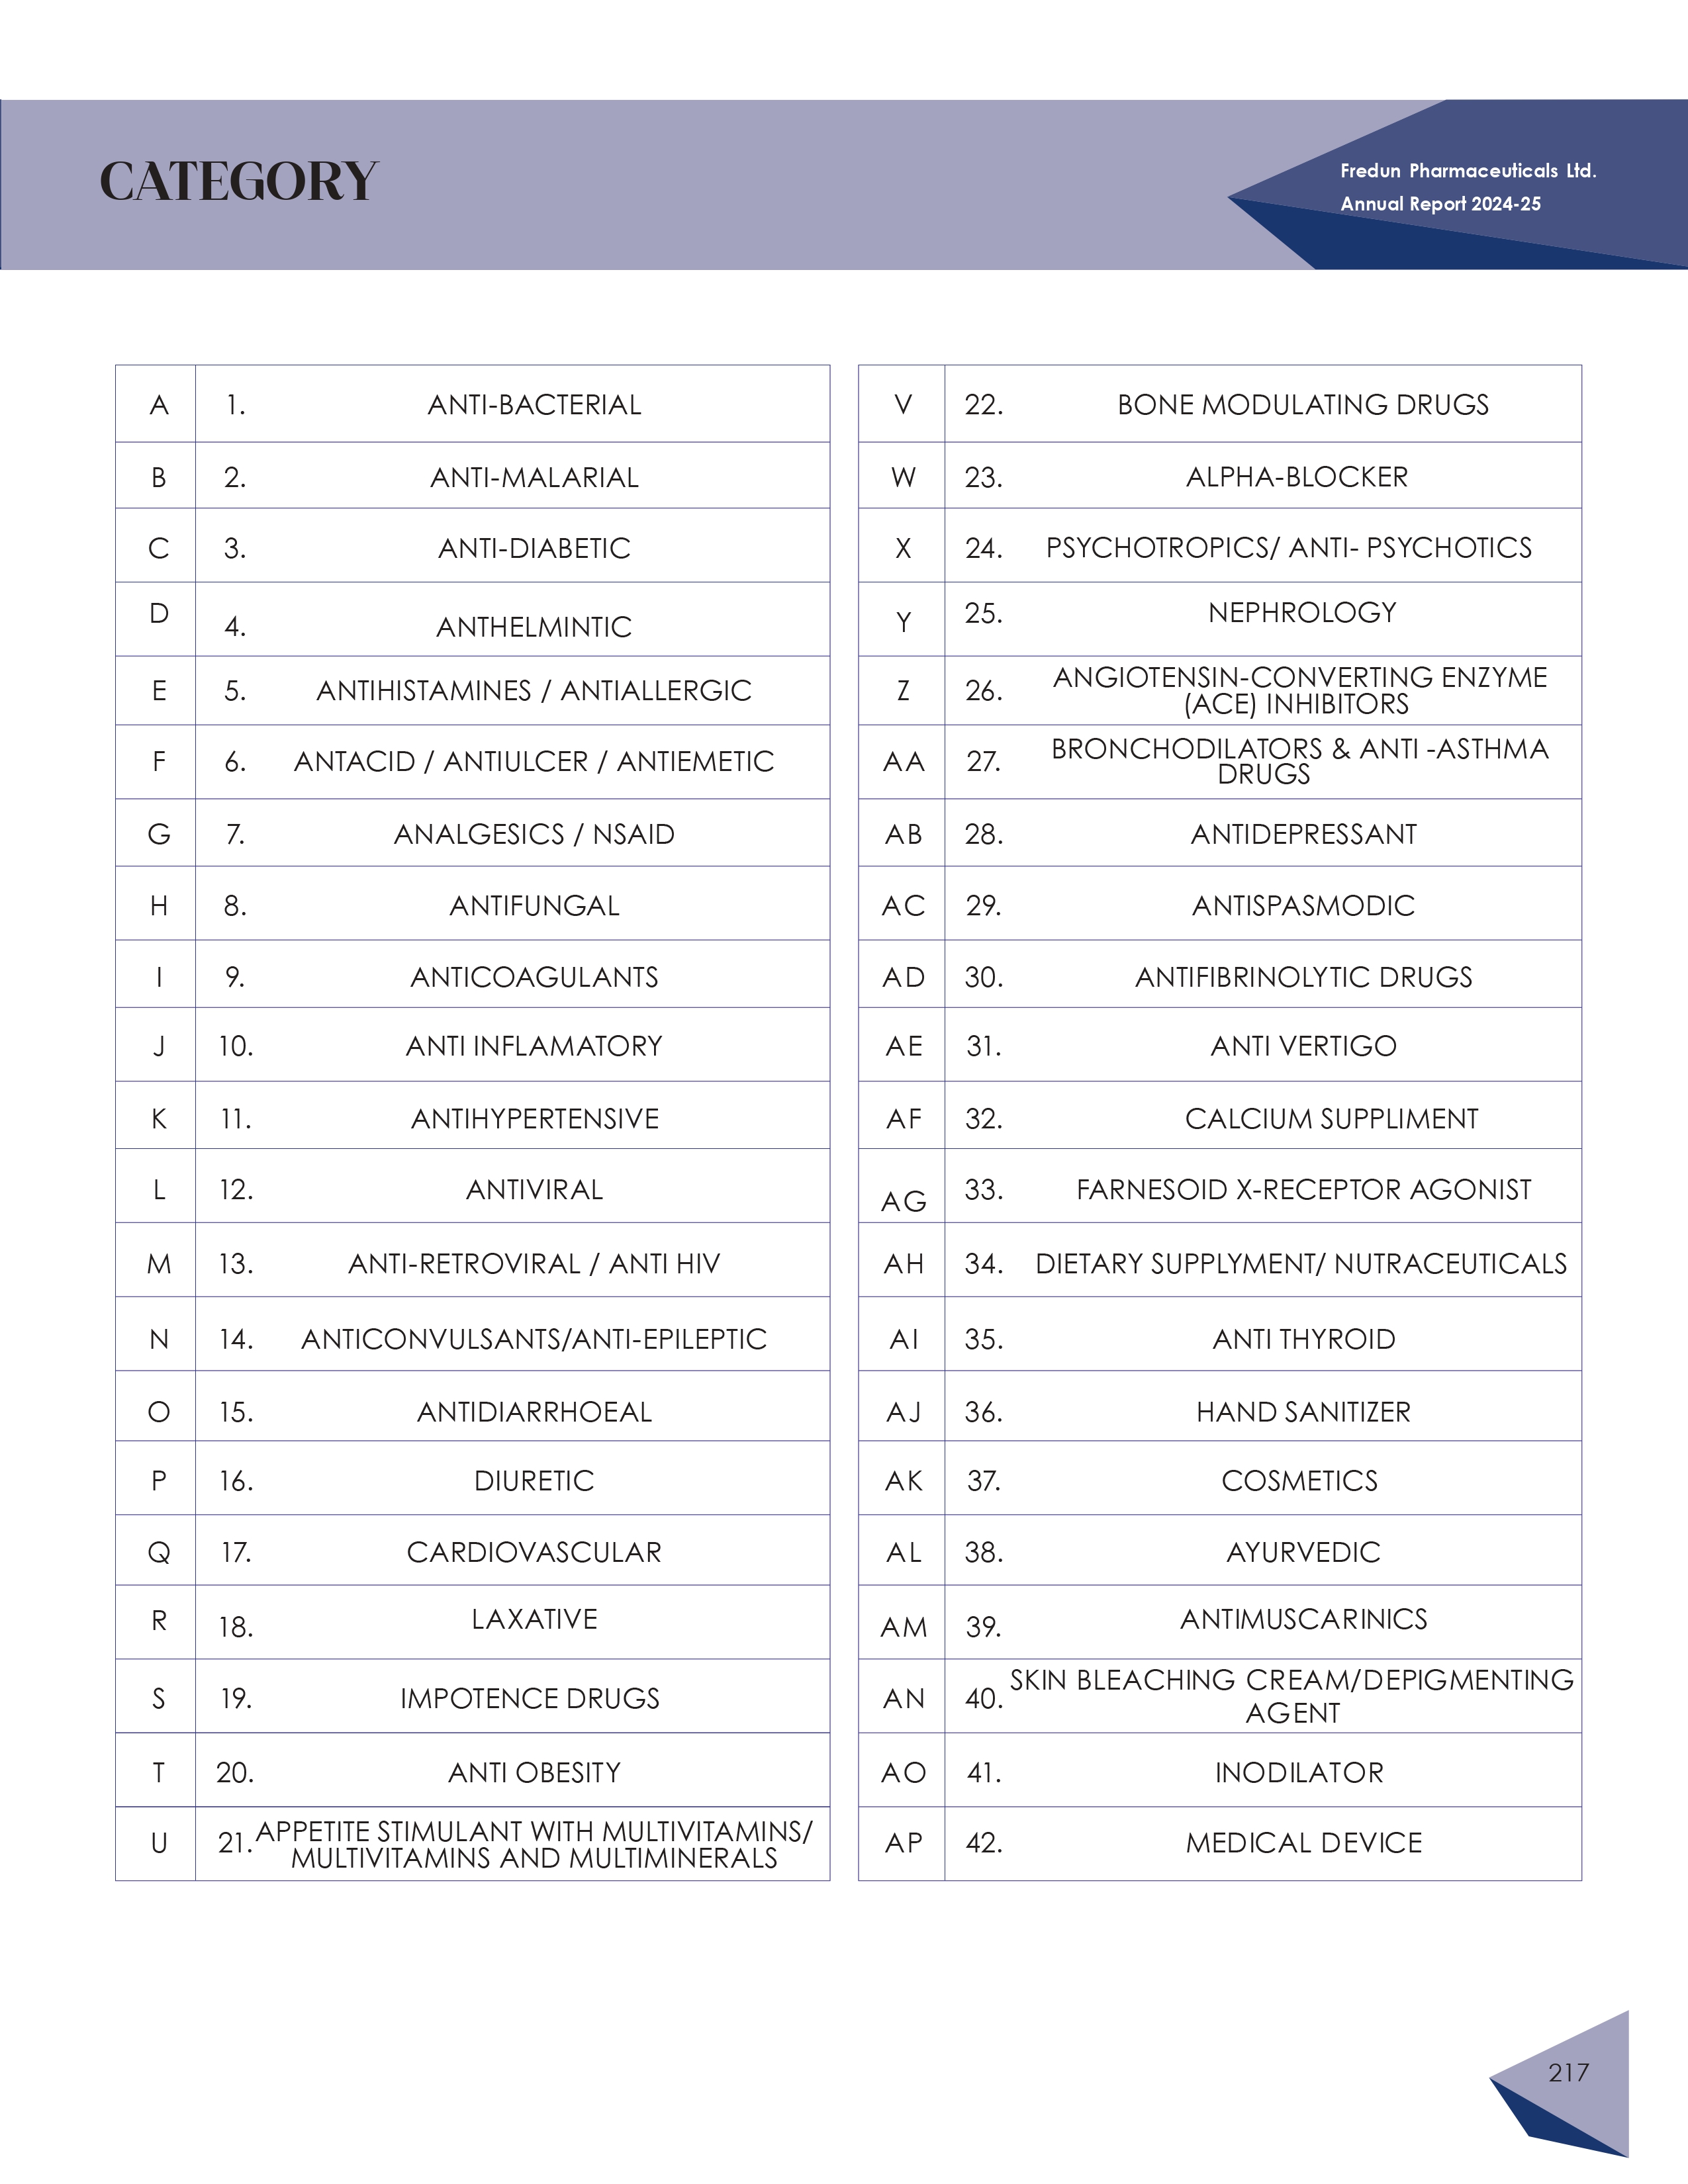 CATEGORY
Fredun Pharmaceuticals Ltd.
Annual Report 2024-25
A 1. ANTI-BACTERIAL
B 2. ANTI-MALARIAL
C 3. ANTI-DIABETIC
D 4. ANTHELMINTIC
E 5. ANTIHISTAMINES / ANTIALLERGIC
F 6. ANTACID / ANTIULCER / ANTIEMETIC
G 7. ANALGESICS / NSAID
H 8. ANTIFUNGAL
I 9. ANTICOAGULANTS
J 10. ANTI INFLAMATORY
K 11. ANTIHYPERTENSIVE
L 12. ANTIVIRAL
M 13. ANTI-RETROVIRAL / ANTI HIV
N 14. ANTICONVULSANTS/ANTI-EPILEPTIC
O 15. ANTIDIARRHOEAL
P 16. DIURETIC
Q 17. CARDIOVASCULAR
R 18. LAXATIVE
S 19. IMPOTENCE DRUGS
T 20. ANTI OBESITY
U 21. APPETITE STIMULANT WITH MULTIVITAMINS/
MULTIVITAMINS AND MULTIMINERALS
V 22. BONE MODULATING DRUGS
W 23. ALPHA-BLOCKER
X 24. PSYCHOTROPICS/ ANTI- PSYCHOTICS
Y 25. NEPHROLOGY
Z 26. ANGIOTENSIN-CONVERTING ENZYME
(ACE) INHIBITORS
AA 27. BRONCHODILATORS & ANTI -ASTHMA
DRUGS
AB 28. ANTIDEPRESSANT
AC 29. ANTISPASMODIC
AD 30. ANTIFIBRINOLYTIC DRUGS
AE 31. ANTI VERTIGO
AF 32. CALCIUM SUPPLIMENT
AG 33. FARNESOID X-RECEPTOR AGONIST
AH 34. DIETARY SUPPLYMENT/ NUTRACEUTICALS
AI 35. ANTI THYROID
AJ 36. HAND SANITIZER
AK 37. COSMETICS
AL 38. AYURVEDIC
AM 39. ANTIMUSCARINICS
AN 40. SKIN BLEACHING CREAM/DEPIGMENTING
AGENT
AO 41. INODILATOR
AP 42. MEDICAL DEVICE
217